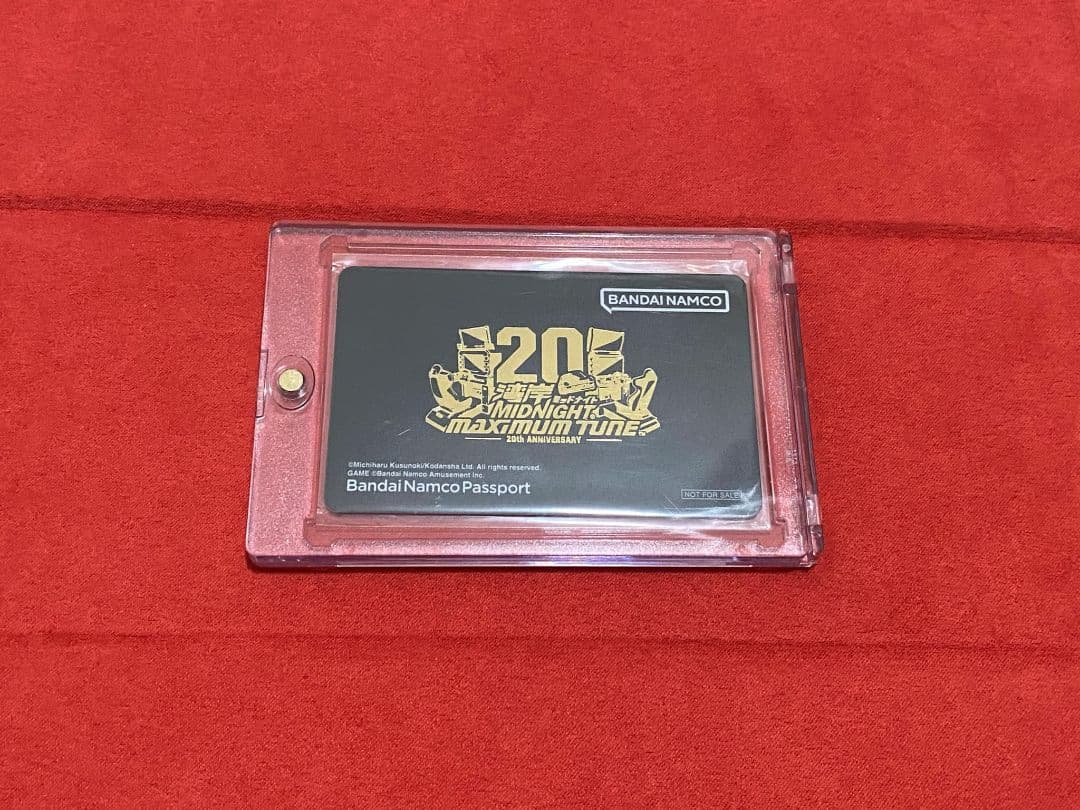 BANDAI NAMCO
20
湾岸 ミッドナイト
MIDNIGHT®
MAXIMUM TUNE
20th ANNIVERSARY
©Michiharu Kusunoki/Kodansha Ltd. All rights reserved.
GAME ©Bandai Namco Amusement Inc.
Bandai Namco Passport
NOT FOR SALE